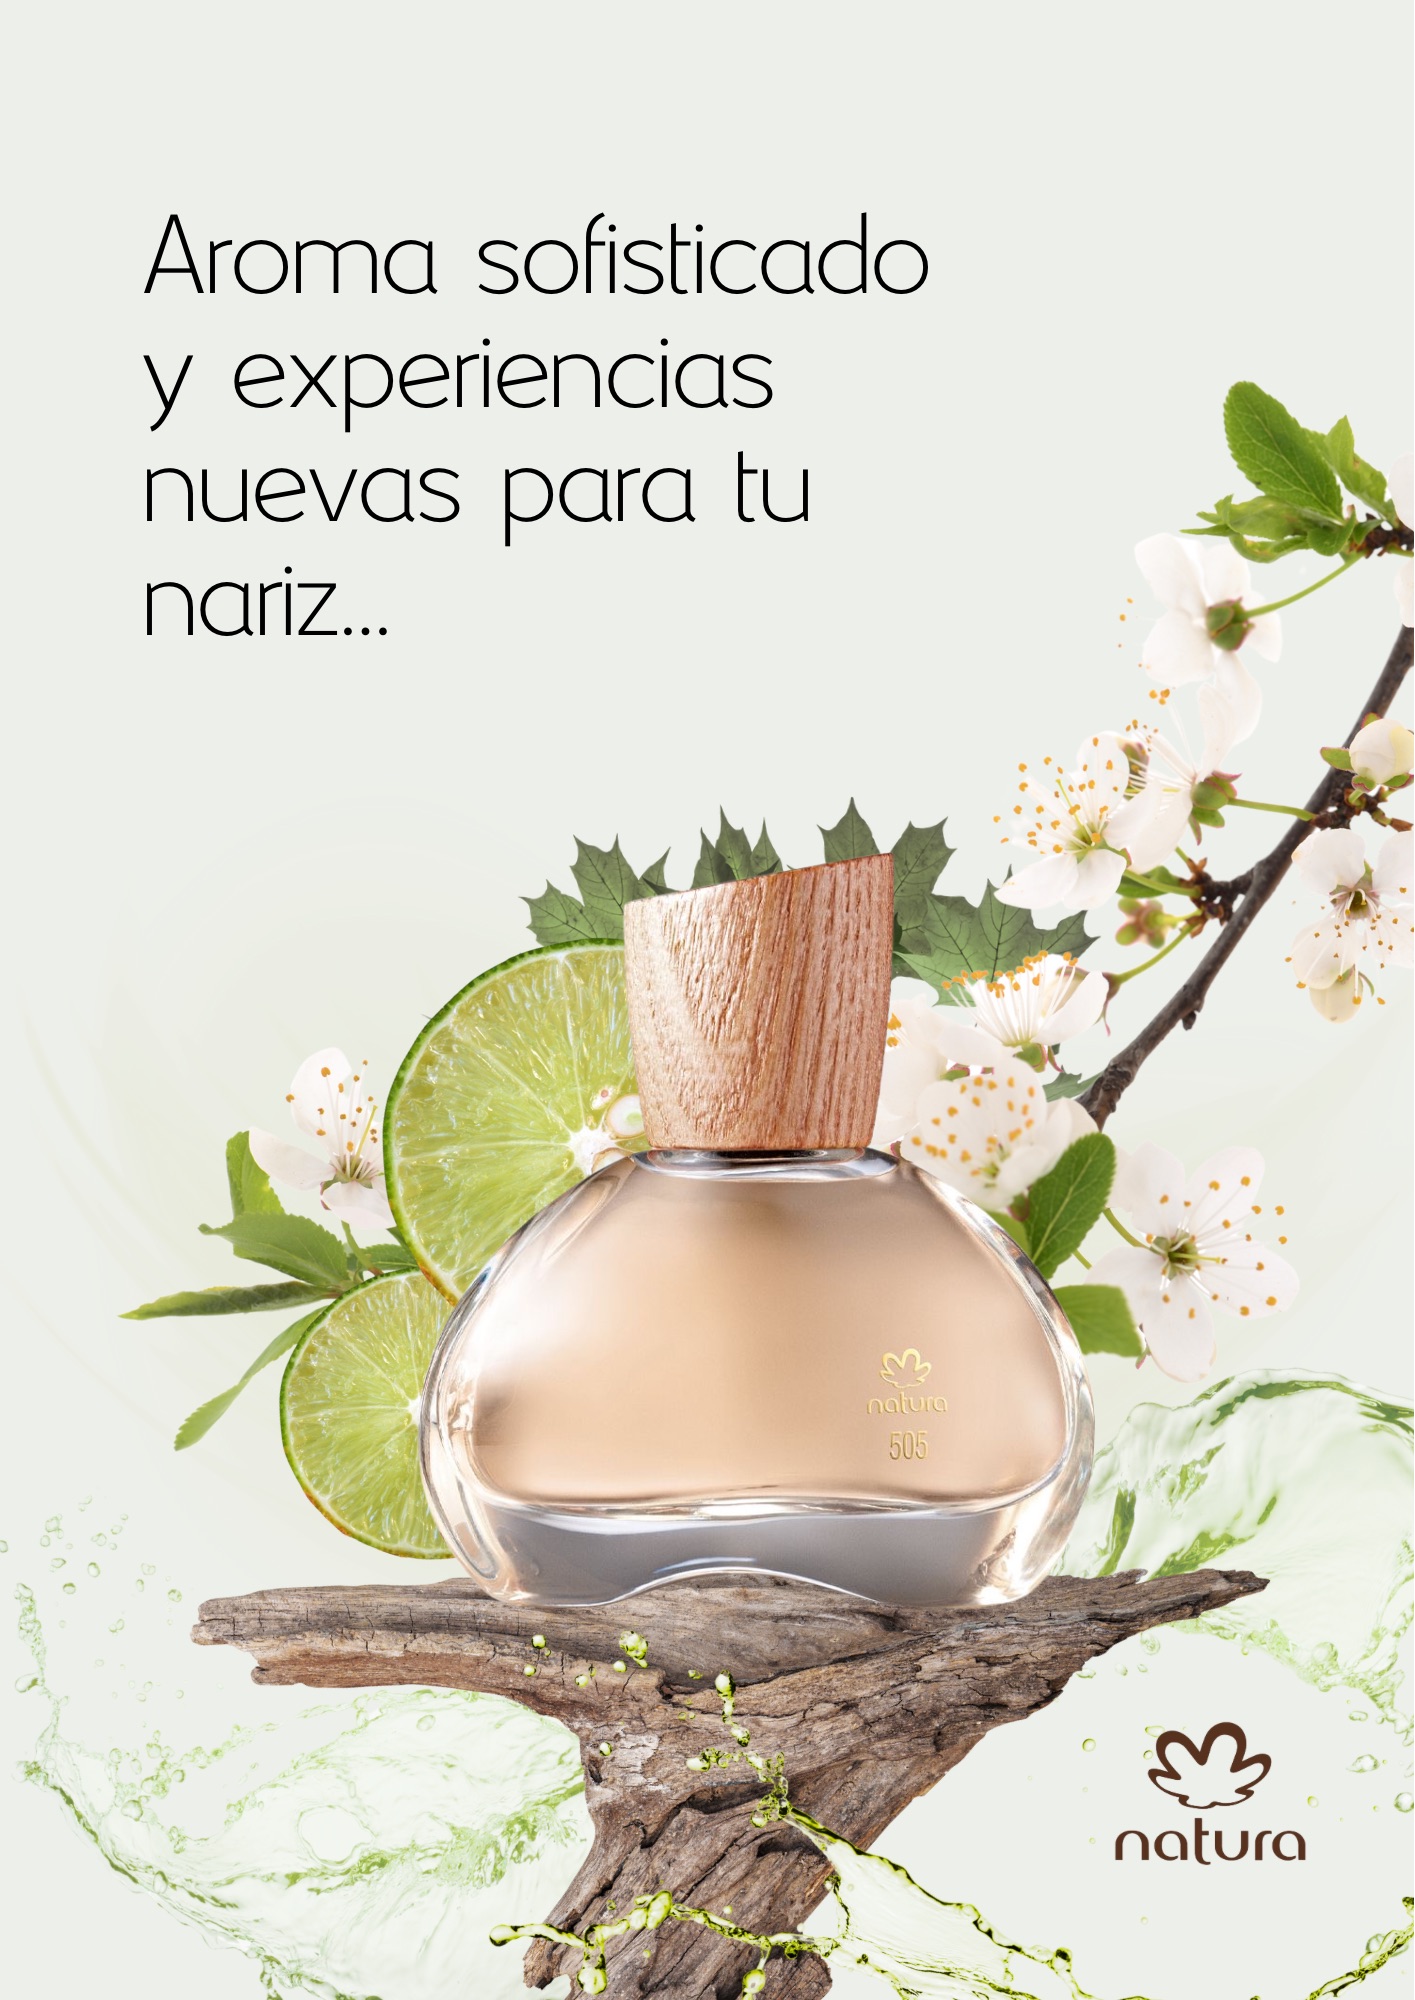 Aroma sofisticado
y experiencias
nuevas para tu
nariz...
natura
505
natura